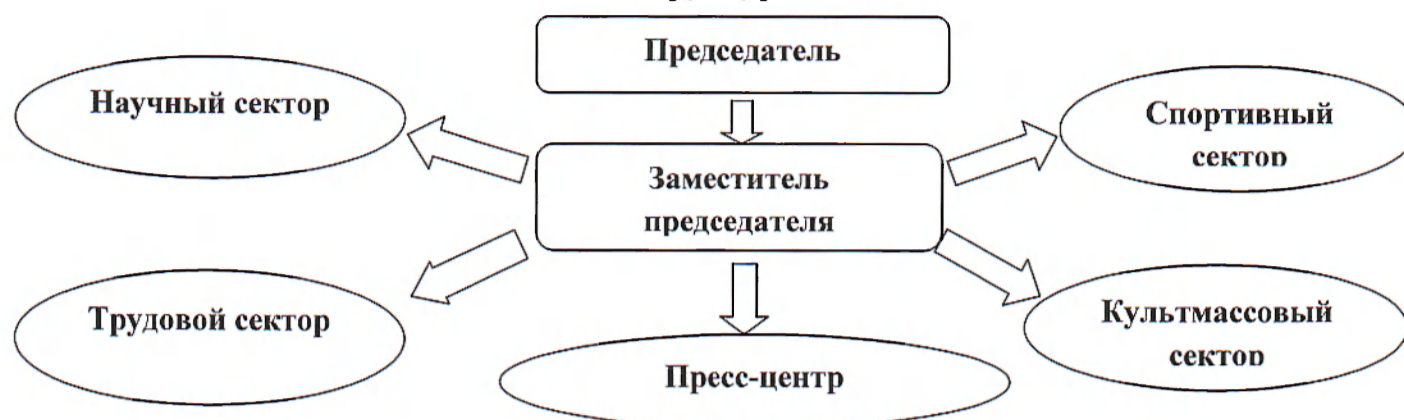 Председатель
Научный сектор
Спортивный
сектор
Заместитель
председателя
Трудовой сектор
Культмассовый
сектор
Пресс-центр